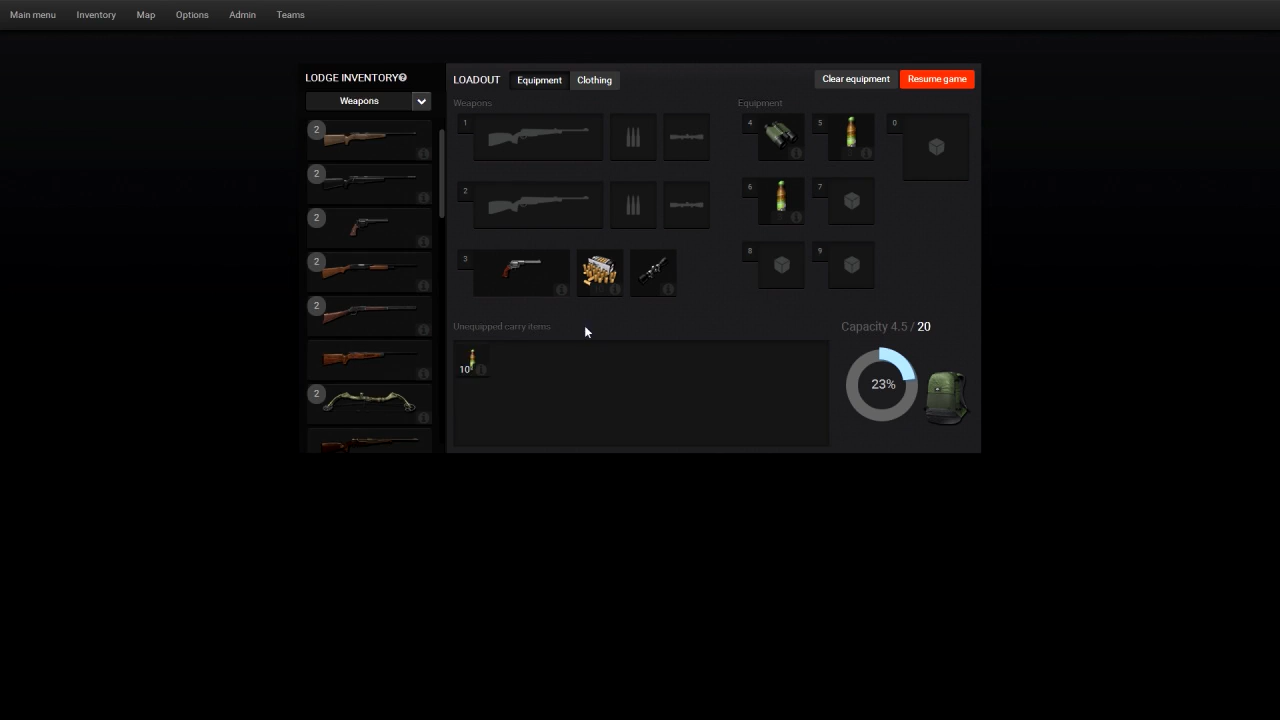 Main menu Inventory Map Options Admin Teams
LODGE INVENTORY
Weapons
2
2
2
2
2
2
LOADOUT Equipment Clothing Clear equipment Resume game
Weapons
1
2
3
Equipment
4 5 0
6 7
8 9
Unequipped carry items
10
Capacity 4.5 / 20
23%